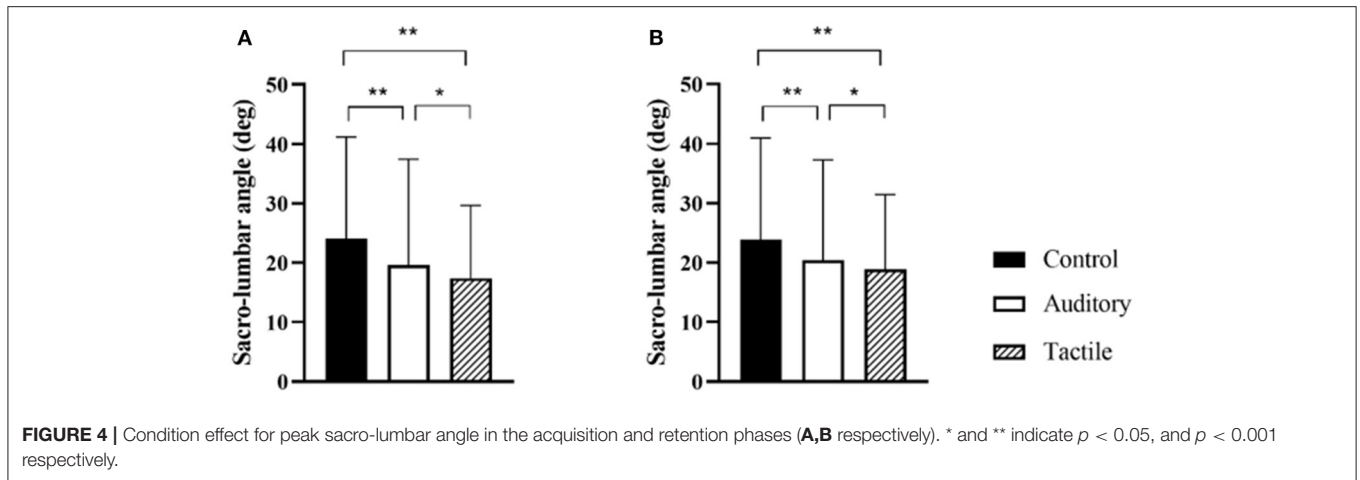 A
B
**
**
50
40
30
20
10
0
Sacro-lumbar angle (deg)
**
*
50
40
30
20
10
0
Sacro-lumbar angle (deg)
**
*
Control
Auditory
Tactile
FIGURE 4 | Condition effect for peak sacro-lumbar angle in the acquisition and retention phases (A,B respectively). * and ** indicate p < 0.05, and p < 0.001
respectively.